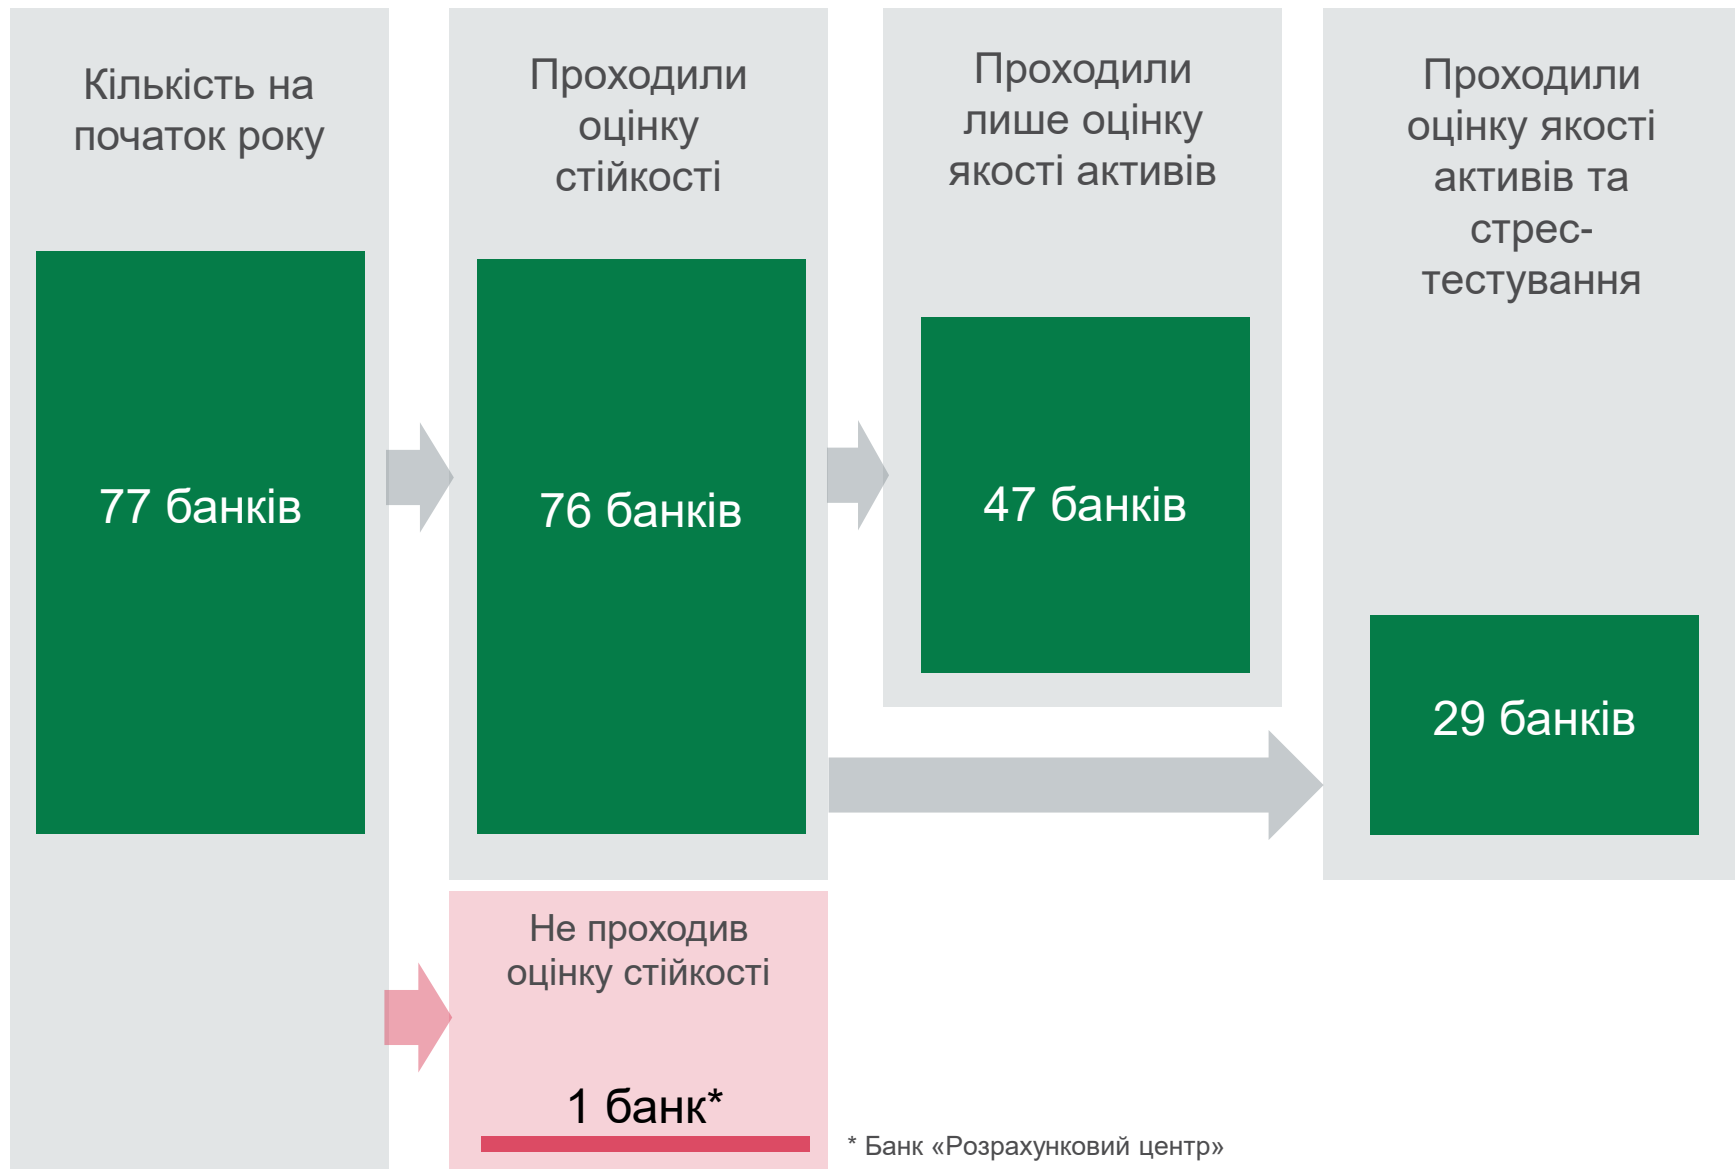 Кількість на
початок року
77 банків
Проходили
оцінку
стійкості
76 банків
Проходили
лише оцінку
якості активів
47 банків
Проходили
оцінку якості
активів та
стрес-
тестування
29 банків
Не проходив
оцінку стійкості
1 банк*
* Банк «Розрахунковий центр»